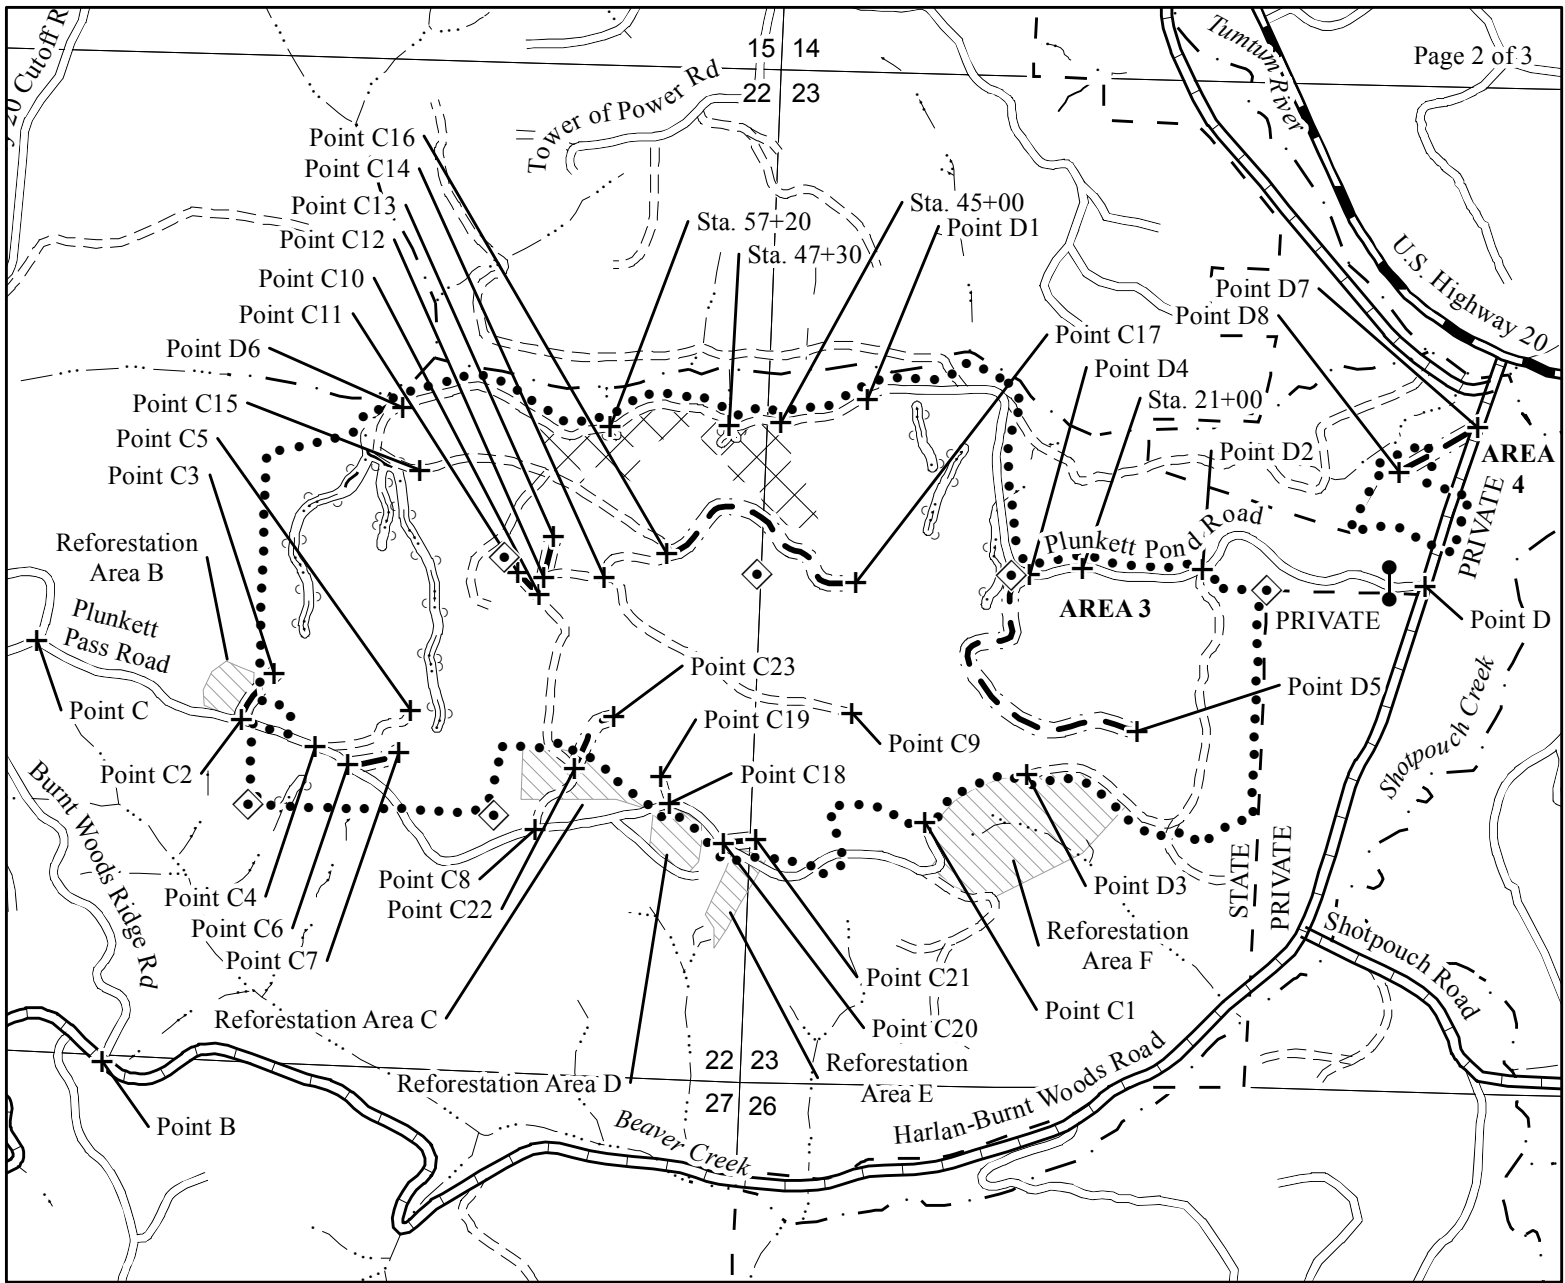 Page 2 of 3
15 14
22 23
y 20 Cutoff R
Tumtum River
Tower of Power Rd
Point C16
Point C14
Point C13
Point C12
Point C10
Point C11
Point D6
Point C15
Point C5
Point C3
Reforestation
Area B
Sta. 57+20
Sta. 47+30
Sta. 45+00
Point D1
Point C17
Point D4
Sta. 21+00
Point D2
Point D7
Point D8
U.S. Highway 20
AREA
4
PRIVATE
Plunkett Pond Road
AREA 3
PRIVATE
Point D
Plunkett
Pass Road
Point C
Point C2
Point C23
Point C19
Point C9
Point C18
Point D5
Shotpouch Creek
Burnt Woods Ridge Rd
Point C4
Point C6
Point C7
Point C8
Point C22
Point D3
STATE
PRIVATE
Reforestation
Area F
Shotpouch Road
Reforestation Area C
Point C21
Point C20
Point C1
Reforestation Area D
Reforestation
Area E
22 23
27 26
Point B
Beaver Creek
Harlan-Burnt Woods Road